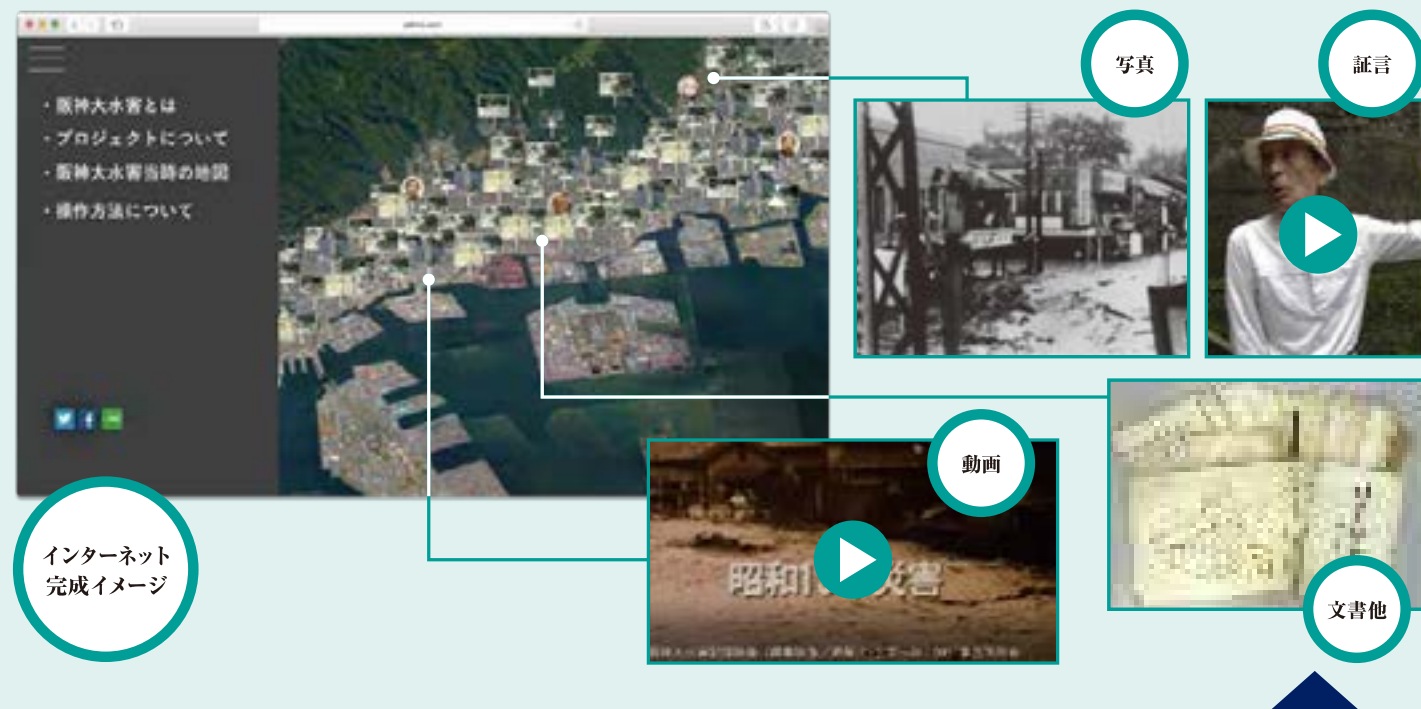 ・阪神大水害とは
・プロジェクトについて
・阪神大水害当時の地図
・操作方法について
写真
証言
動画
文書他
インターネット
完成イメージ
昭和1
災害